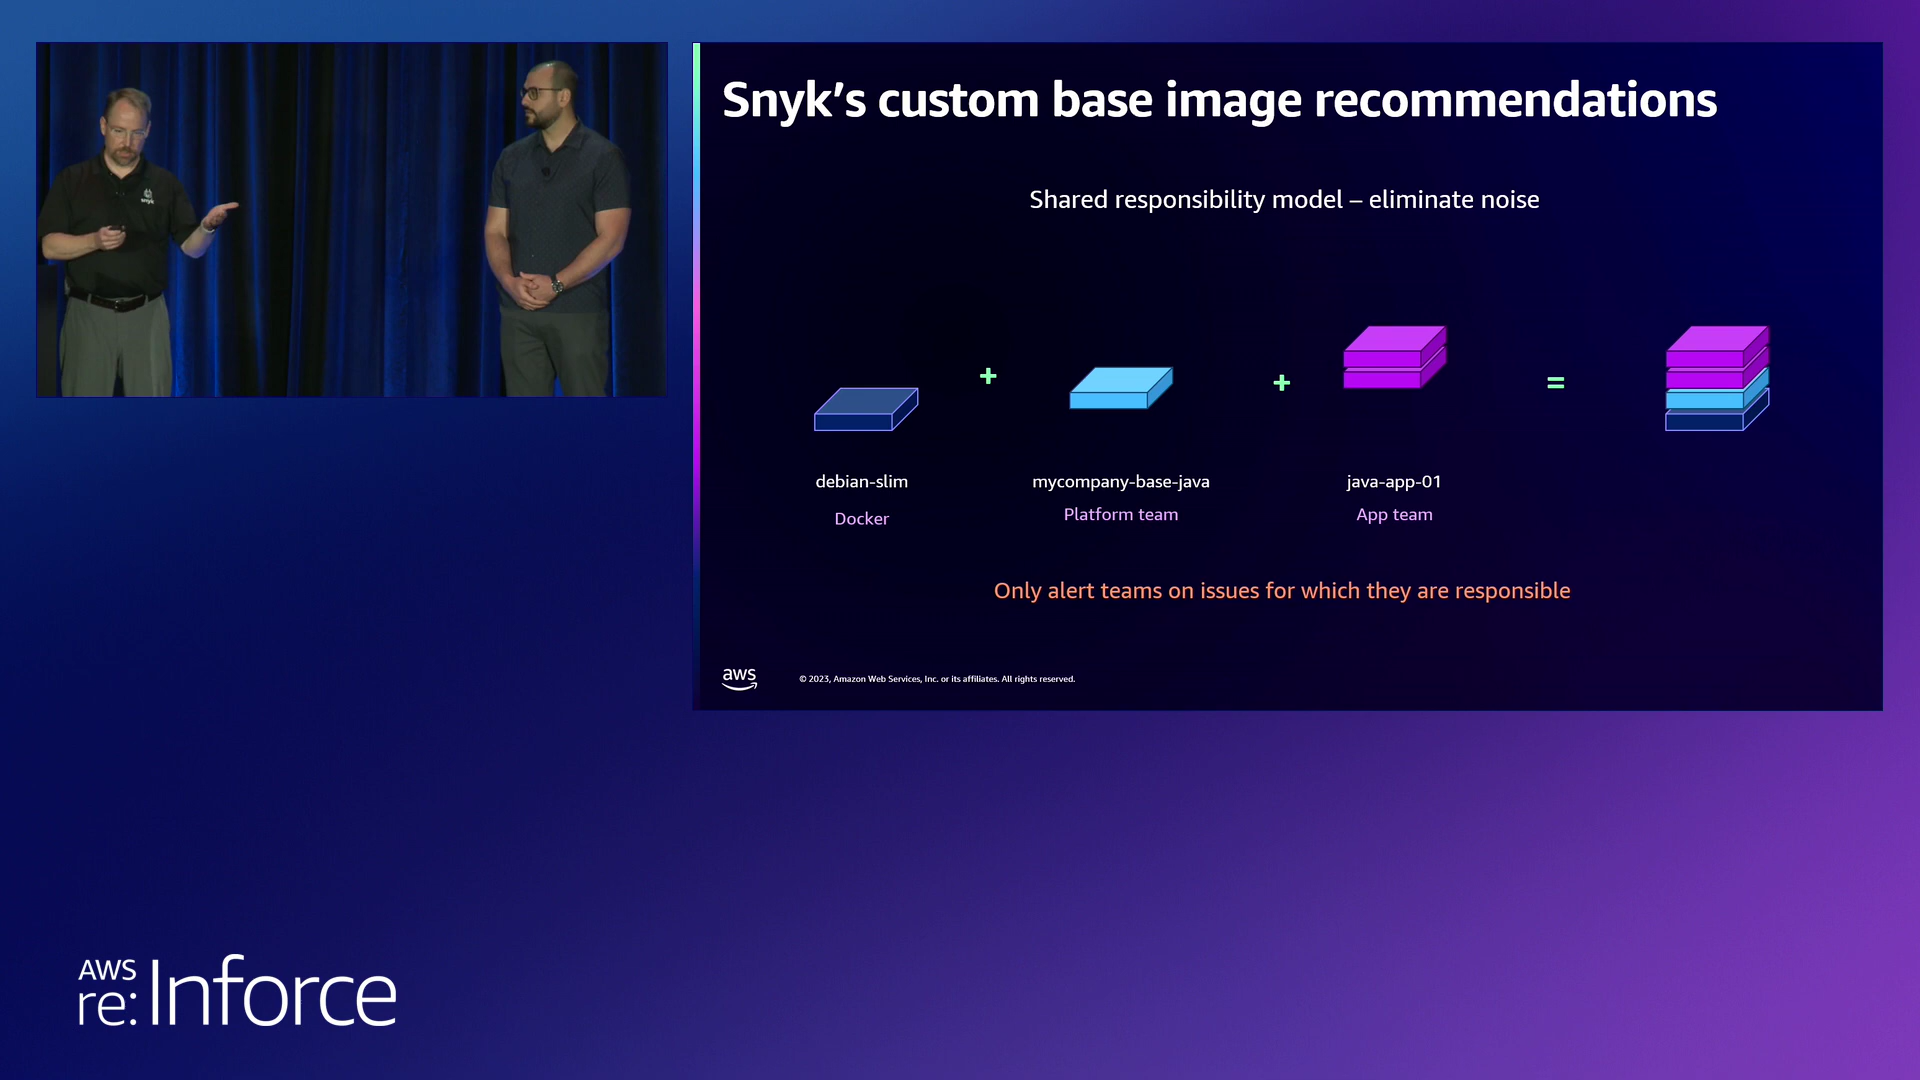 snyk
Snyk’s custom base image recommendations
Shared responsibility model – eliminate noise
+
+
=
debian-slim
mycompany-base-java
java-app-01
Docker
Platform team
App team
Only alert teams on issues for which they are responsible
aws
© 2023, Amazon Web Services, Inc. or its affiliates. All rights reserved.
AWS
re:Inforce